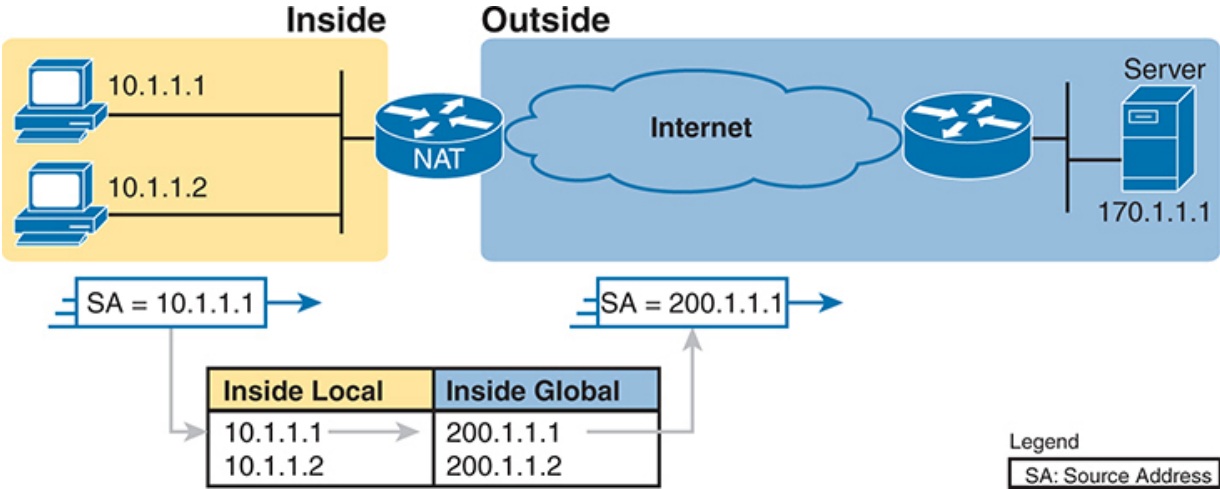 Inside
Outside
10.1.1.1
10.1.1.2
NAT
Internet
Server
170.1.1.1
SA = 10.1.1.1
SA = 200.1.1.1
Inside Local Inside Global
10.1.1.1 200.1.1.1
10.1.1.2 200.1.1.2
Legend
SA: Source Address